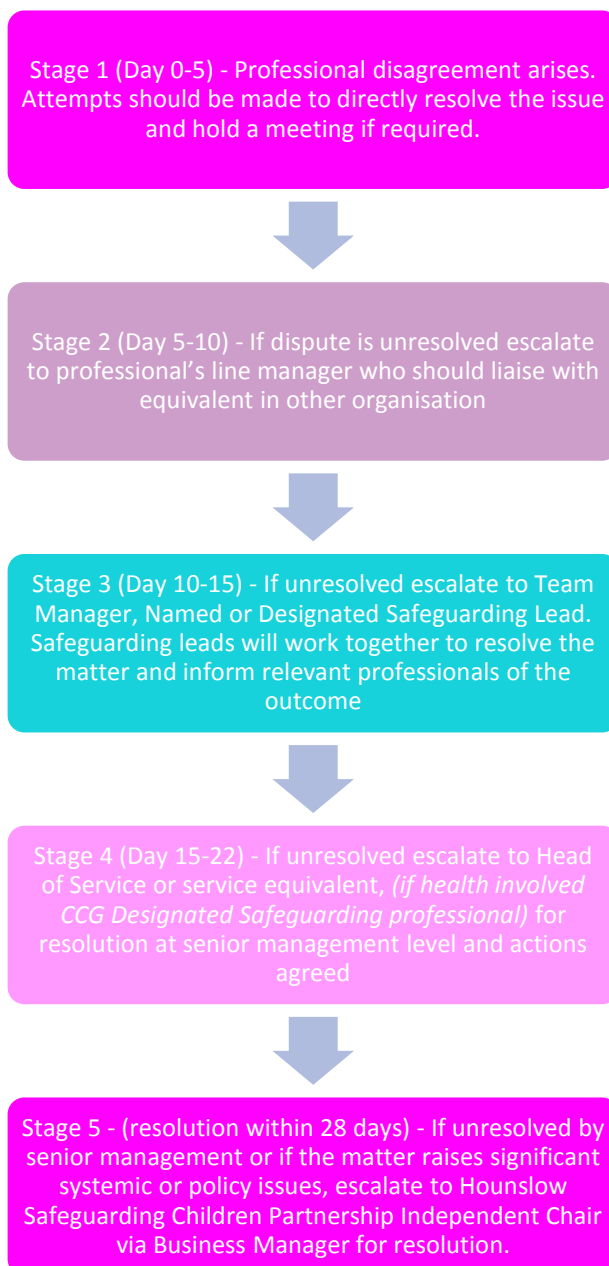 Stage 1 (Day 0-5) - Professional disagreement arises.
Attempts should be made to directly resolve the issue
and hold a meeting if required.
Stage 2 (Day 5-10) - If dispute is unresolved escalate
to professional's line manager who should liaise with
equivalent in other organisation
Stage 3 (Day 10-15) - If unresolved escalate to Team
Manager, Named or Designated Safeguarding Lead.
Safeguarding leads will work together to resolve the
matter and inform relevant professionals of the
outcome
Stage 4 (Day 15-22) - If unresolved escalate to Head
of Service or service equivalent, (if health involved
CCG Designated Safeguarding professional) for
resolution at senior management level and actions
agreed
Stage 5 - (resolution within 28 days) - If unresolved by
senior management or if the matter raises significant
systemic or policy issues, escalate to Hounslow
Safeguarding Children Partnership Independent Chair
via Business Manager for resolution.